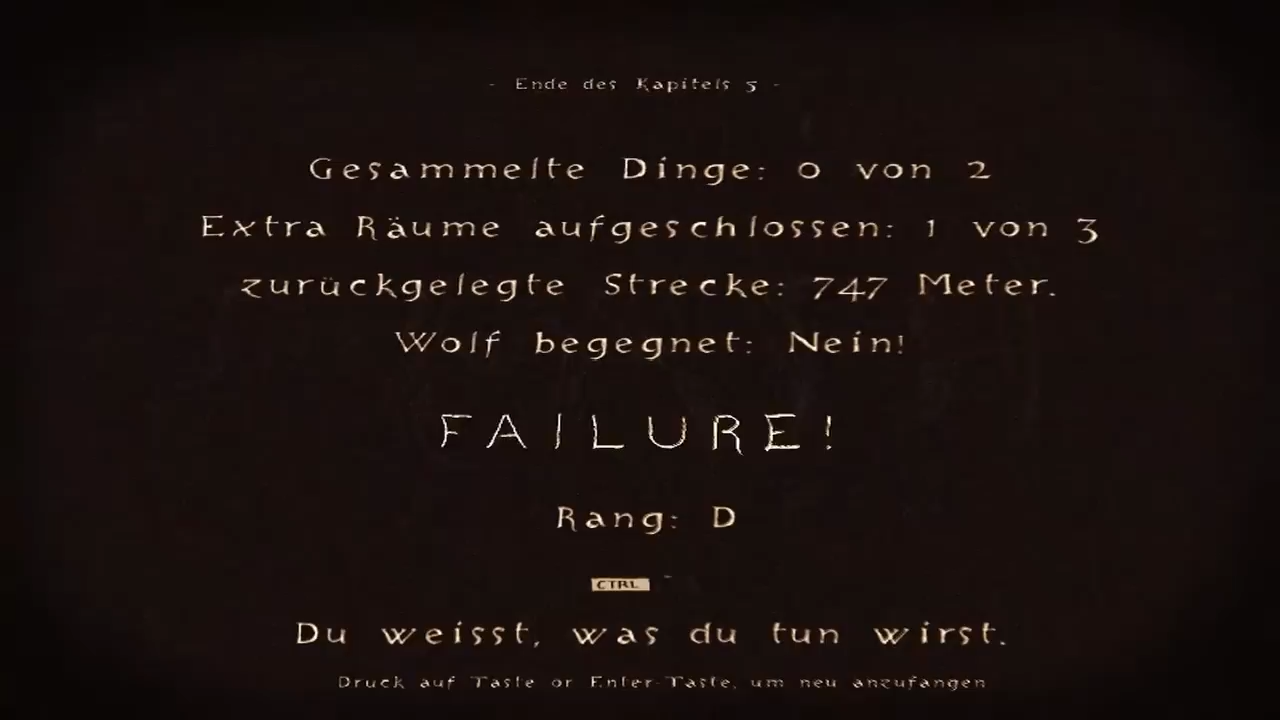 - Ende des Kapitels 5 -
Gesammelte Dinge: 0 von 2
Extra Räume aufgeschlossen: 1 von 3
zurückgelegte Strecke: 747 Meter.
Wolf begegnet: Nein!
FAILURE!
Rang: D
CTRL
Du weisst, was du tun wirst.
Druck auf Taste or Enter-Taste, um neu anzufangen